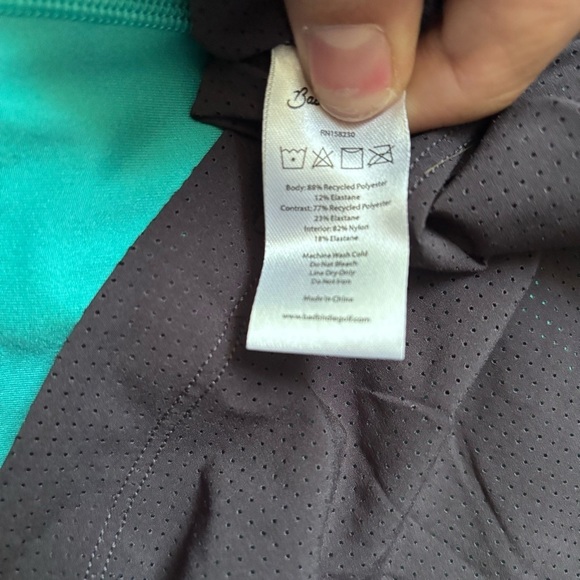 RN158230
Body: 88% Recycled Polyester
12% Elastane
Contrast: 77% Recycled Polyester
23% Elastane
Interior: 82% Nylon
18% Elastane
Machine Wash Cold
Do Not Bleach
Line Dry Only
Do Not Iron
Made in China
www.badbirdiegolf.com